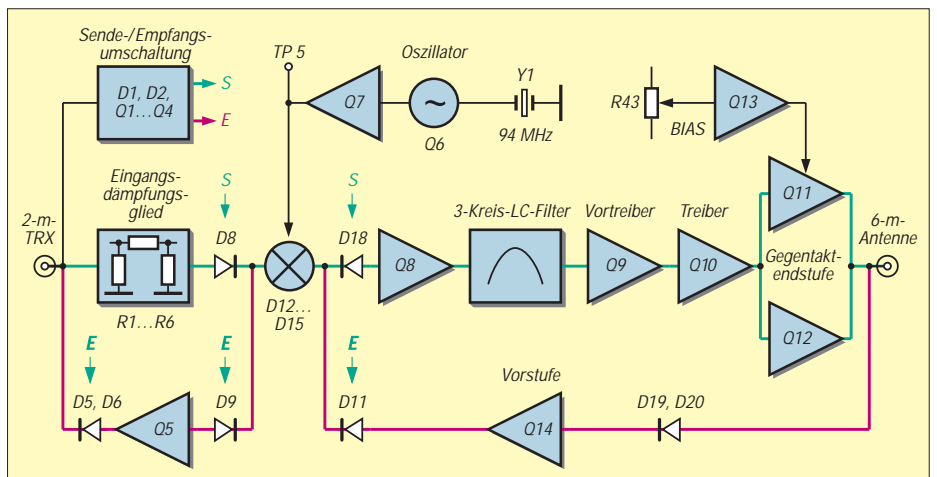 Sende-/Empfangs-
umschaltung
D1, D2,
Q1...Q4
S
E
TP 5
Oszillator
Q7
~
Q6
Y1
94 MHz
R43
BIAS
Q13
Eingangs-
dämpfungs-
glied
2-m-
TRX
R1...R6
S
D8
D12...
D15
S
D18
Q8
3-Kreis-LC-Filter
Vortreiber
Q9
Treiber
Q10
Q11
Gegentakt-
endstufe
Q12
6-m-
Antenne
E
D5, D6
Q5
E
D9
E
D11
Vorstufe
Q14
D19, D20